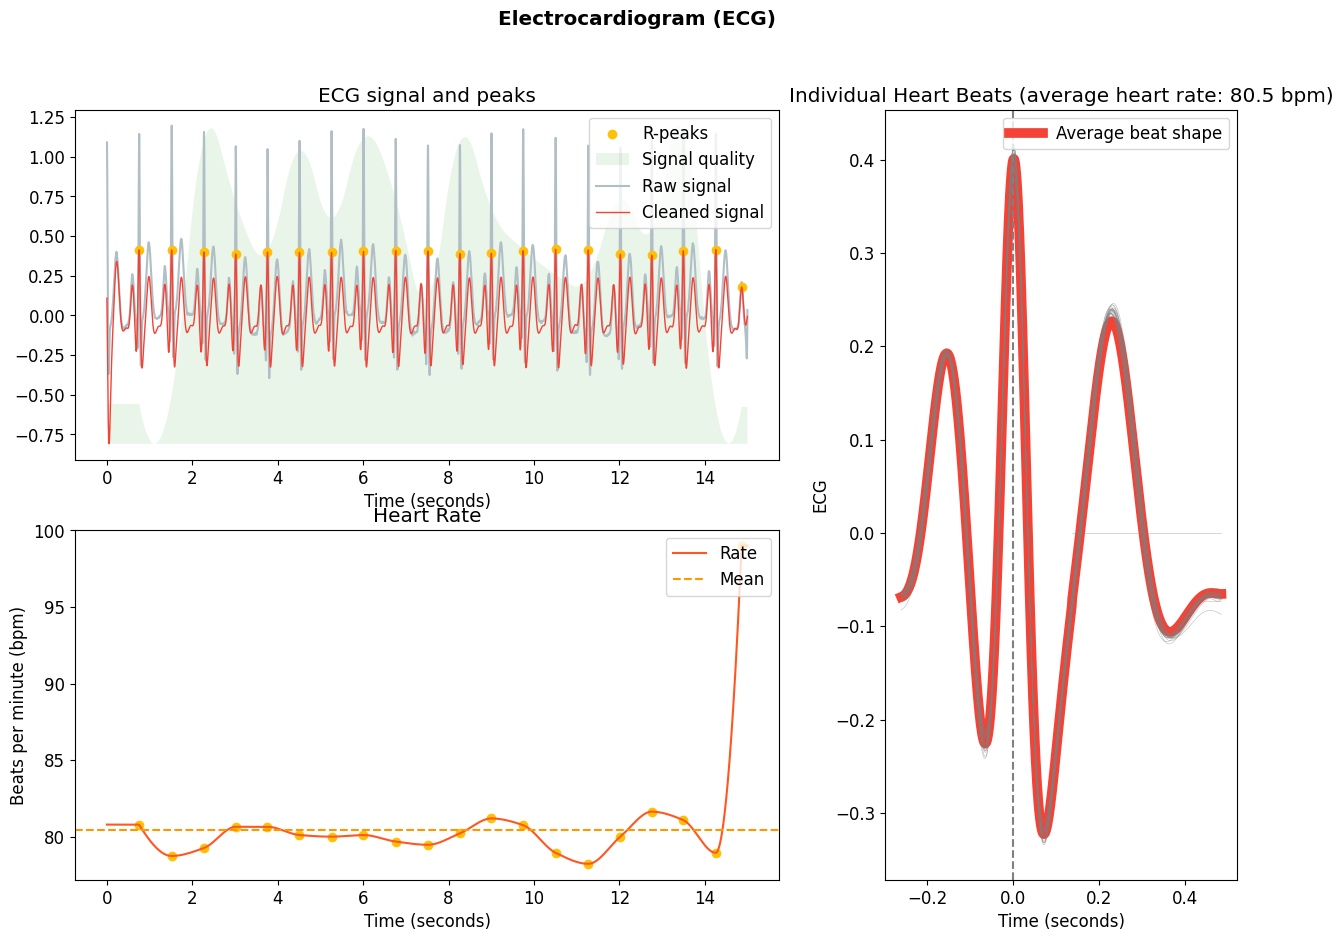 Electrocardiogram (ECG)
ECG signal and peaks
R-peaks
Signal quality
Raw signal
Cleaned signal
1.25
1.00
0.75
0.50
0.25
0.00
−0.25
−0.50
−0.75
0 2 4 6 8 10 12 14
Time (seconds)
Heart Rate
Rate
Mean
Beats per minute (bpm)
100
95
90
85
80
0 2 4 6 8 10 12 14
Time (seconds)
Individual Heart Beats (average heart rate: 80.5 bpm)
Average beat shape
ECG
0.4
0.3
0.2
0.1
0.0
−0.1
−0.2
−0.3
−0.2 0.0 0.2 0.4
Time (seconds)